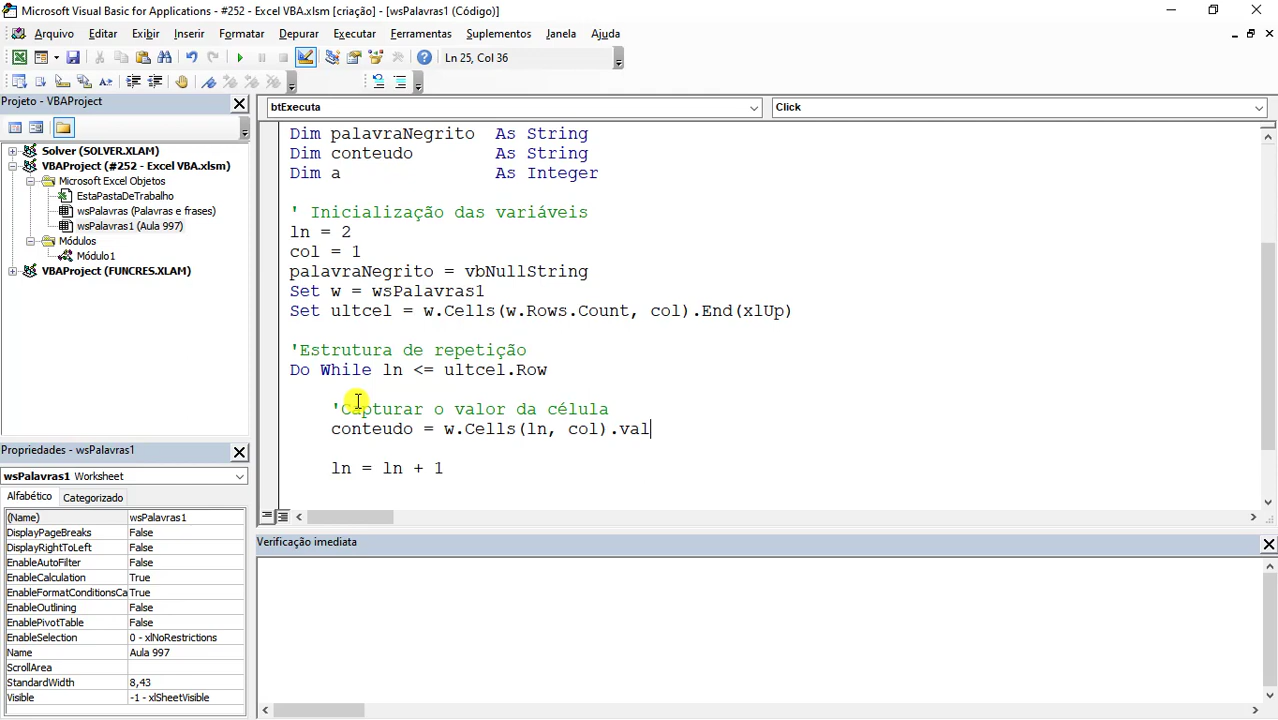 Microsoft Visual Basic for Applications - #252 - Excel VBA.xlsm [criação] - [wsPalavras1 (Código)]
Arquivo Editar Exibir Inserir Formatar Depurar Executar Ferramentas Suplementos Janela Ajuda
Ln 25, Col 36
Projeto - VBAProject
Solver (SOLVER.XLAM)
VBAProject (#252 - Excel VBA.xlsm)
Microsoft Excel Objetos
EstaPastaDeTrabalho
wsPalavras (Palavras e frases)
wsPalavras1 (Aula 997)
Módulos
Módulo1
VBAProject (FUNCRES.XLAM)
Propriedades - wsPalavras1
wsPalavras1 Worksheet
Alfabético Categorizado
(Name) wsPalavras1
DisplayPageBreaks False
DisplayRightToLeft False
EnableAutoFilter False
EnableCalculation True
EnableFormatConditionsCa True
EnableOutlining False
EnablePivotTable False
EnableSelection 0 - xlNoRestrictions
Name Aula 997
ScrollArea
StandardWidth 8,43
Visible -1 - xlSheetVisible
btExecuta Click
Dim palavraNegrito As String
Dim conteudo As String
Dim a As Integer
' Inicialização das variáveis
ln = 2
col = 1
palavraNegrito = vbNullString
Set w = wsPalavras1
Set ultcel = w.Cells(w.Rows.Count, col).End(xlUp)
'Estrutura de repetição
Do While ln <= ultcel.Row
'Capturar o valor da célula
conteudo = w.Cells(ln, col).val
ln = ln + 1
Verificação imediata